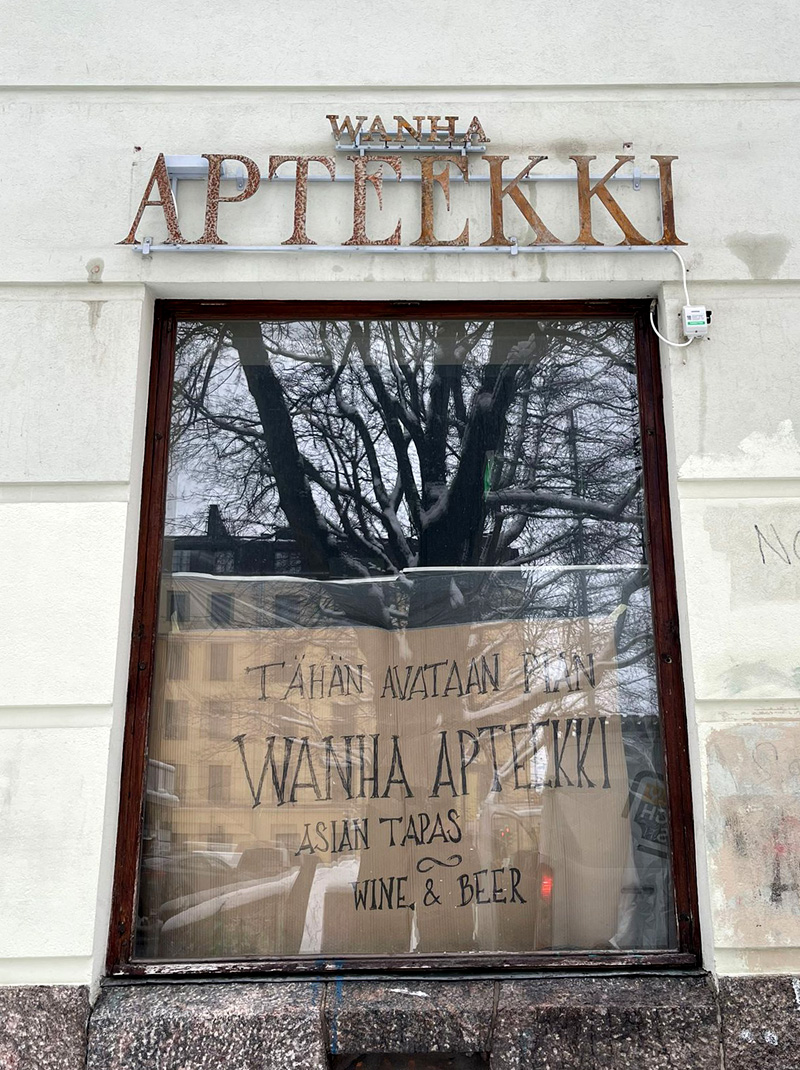 WANHA
APTEEKKI
TÄHÄN AVATAAN PIAN
WANHA APTEEKKI
ASIAN TAPAS
WINE & BEER